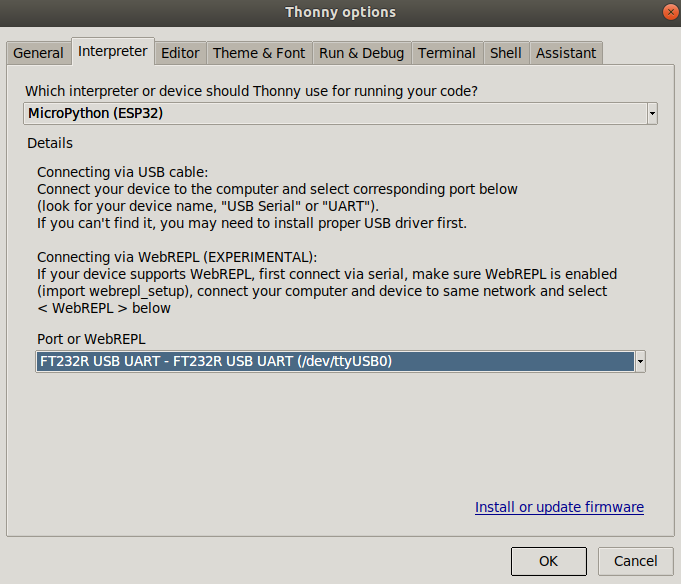 Thonny options
General Interpreter Editor Theme & Font Run & Debug Terminal Shell Assistant
Which interpreter or device should Thonny use for running your code?
MicroPython (ESP32)
Details
Connecting via USB cable:
Connect your device to the computer and select corresponding port below
(look for your device name, "USB Serial" or "UART").
If you can't find it, you may need to install proper USB driver first.
Connecting via WebREPL (EXPERIMENTAL):
If your device supports WebREPL, first connect via serial, make sure WebREPL is enabled
(import webrepl_setup), connect your computer and device to same network and select
< WebREPL > below
Port or WebREPL
FT232R USB UART - FT232R USB UART (/dev/ttyUSB0)
Install or update firmware
OK Cancel